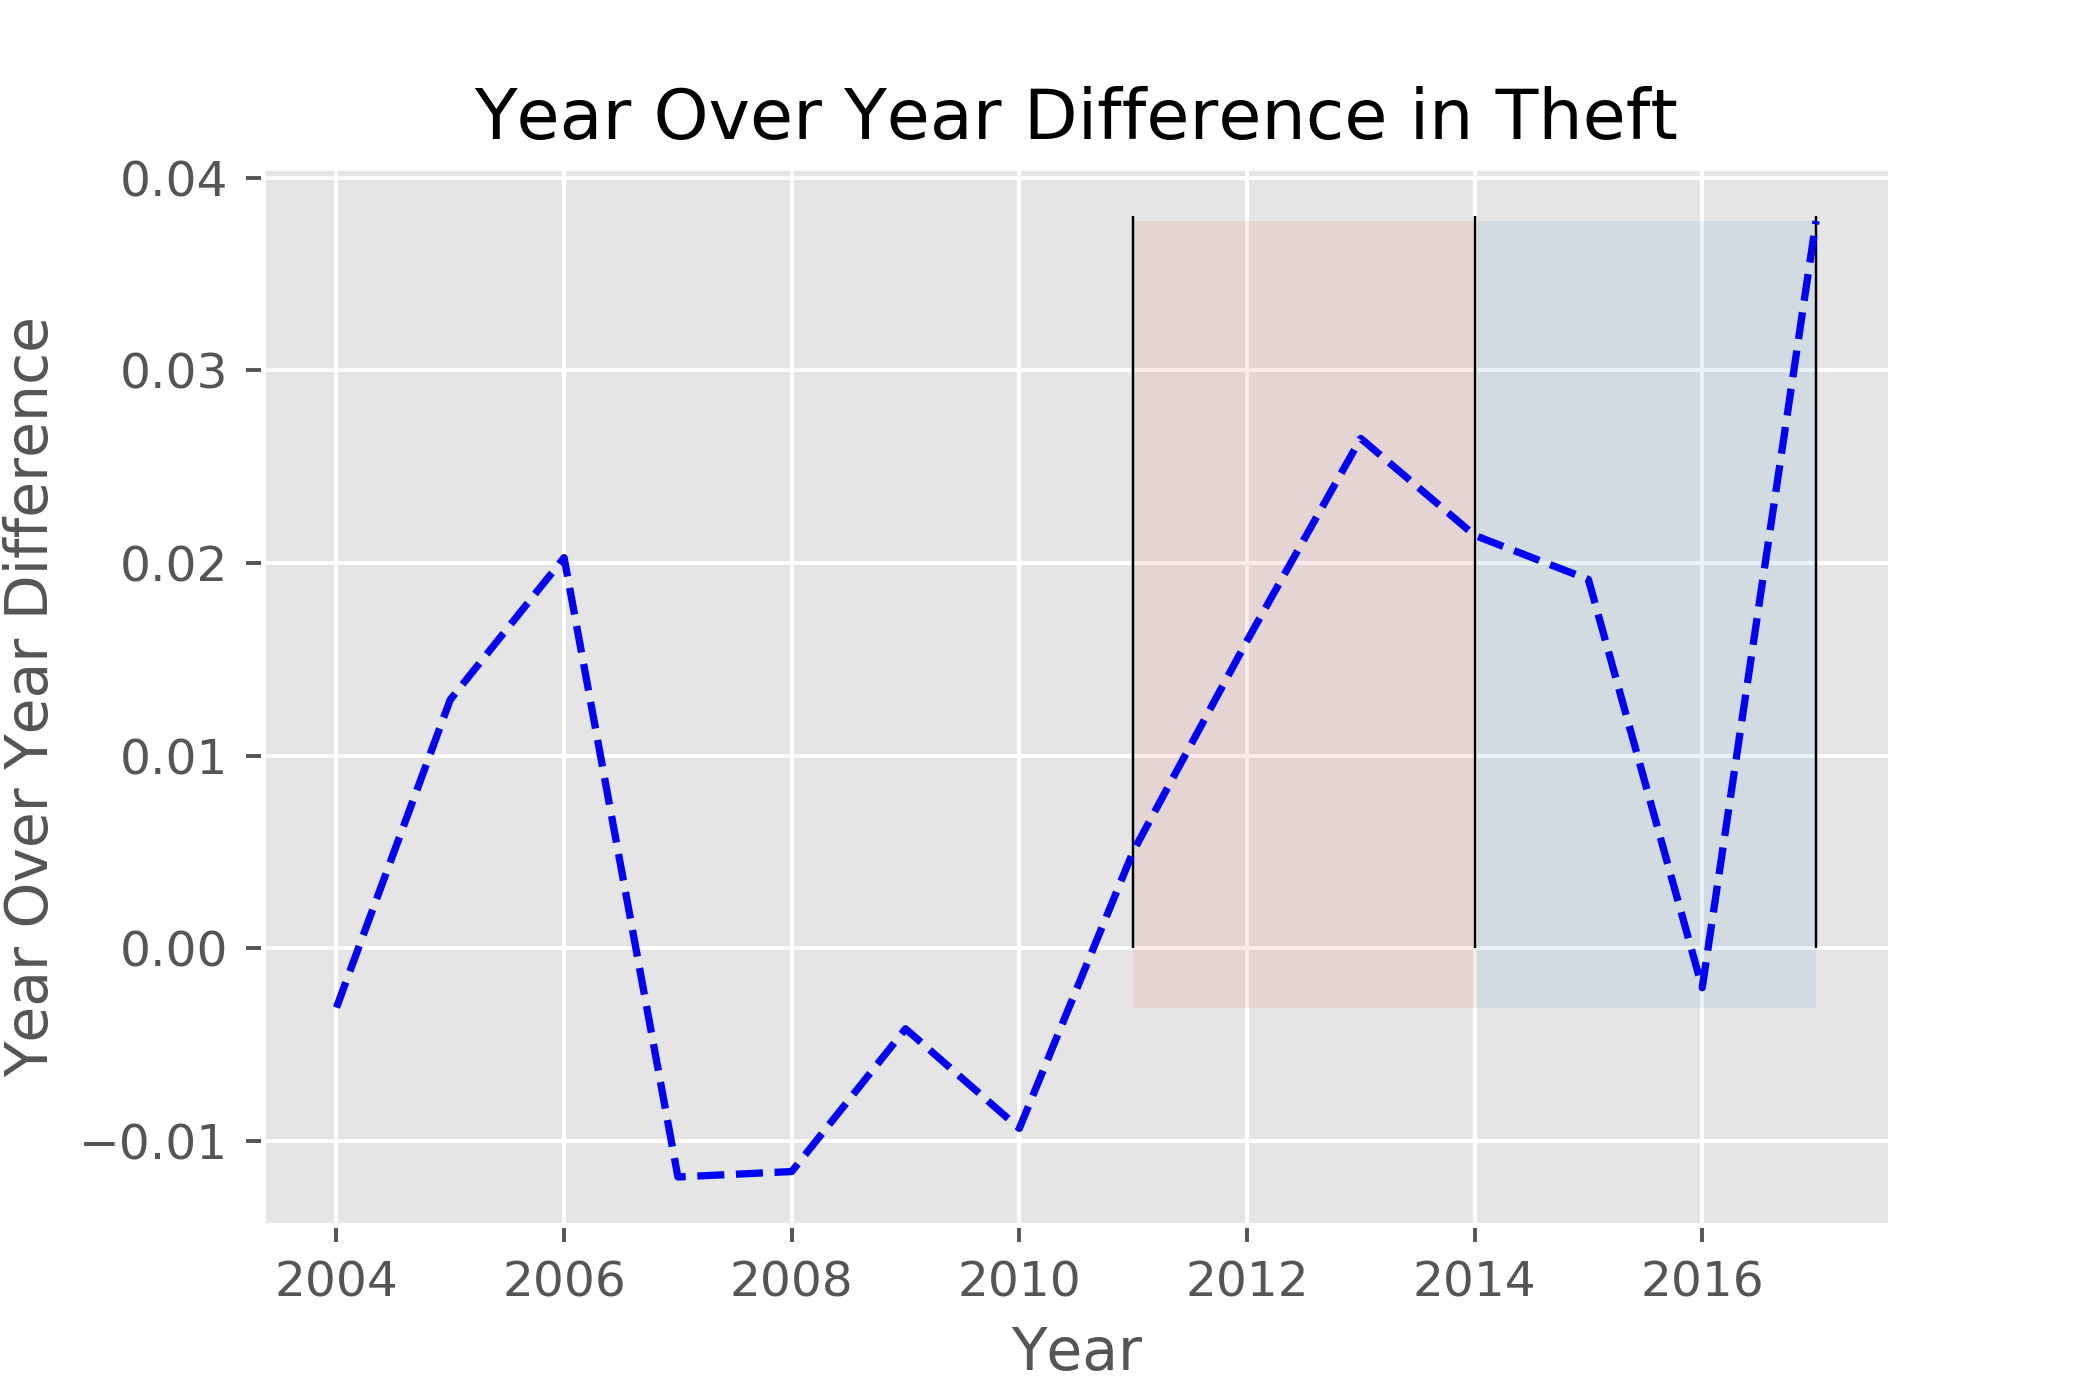 Year Over Year Difference in Theft
Year Over Year Difference
0.04
0.03
0.02
0.01
0.00
−0.01
2004 2006 2008 2010 2012 2014 2016
Year